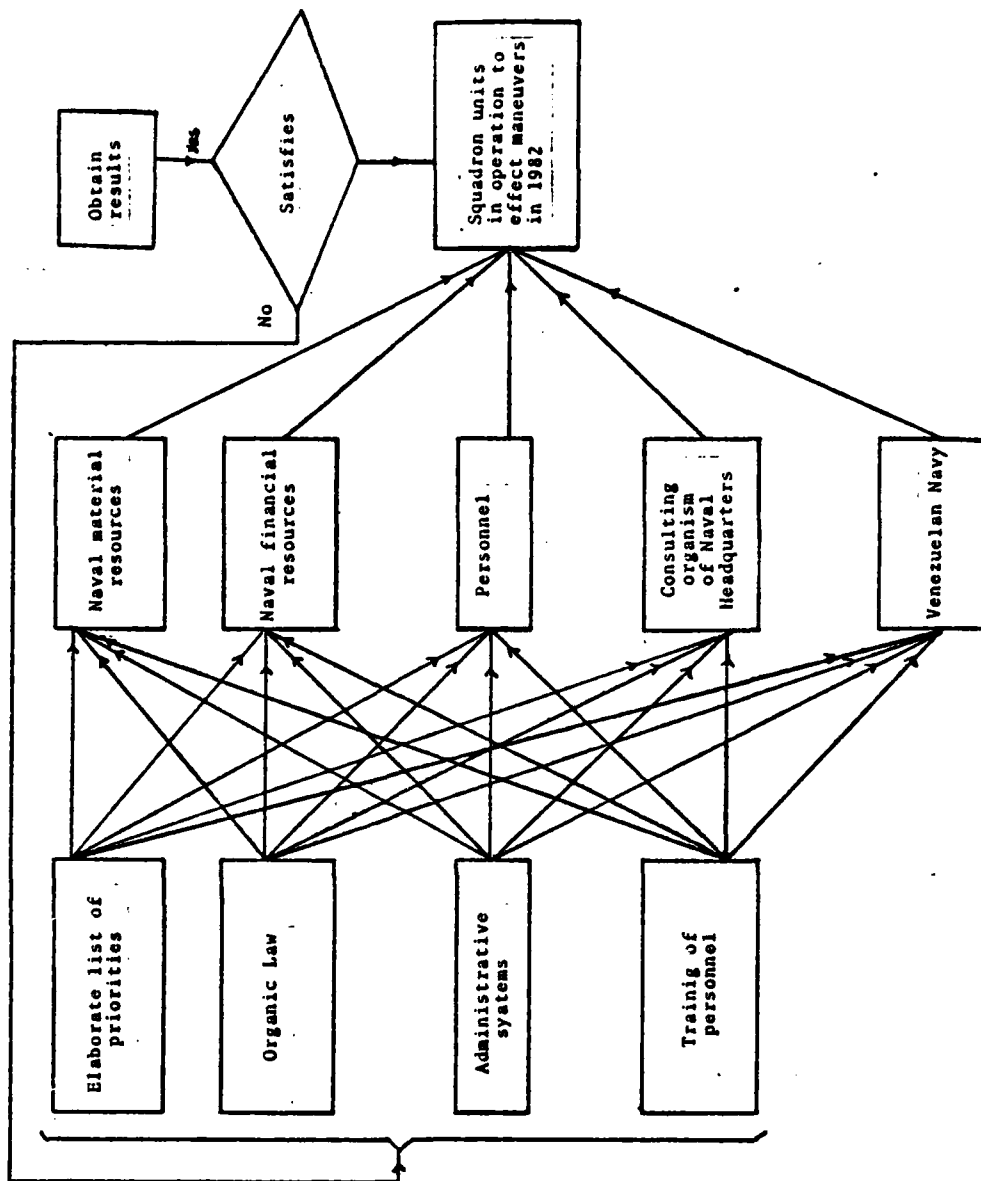 Elaborate list of
priorities
Organic Law
Administrative
syatems
Trainig of
personnel
Naval material
resources
Naval financial
resources
Personnel
Consulting
organism
of Naval
Headquarters
Venezuelan Navy
No
Obtain
results
Yes
Satisfies
Squadron units
in operation to
effect maneuvers
in 1982